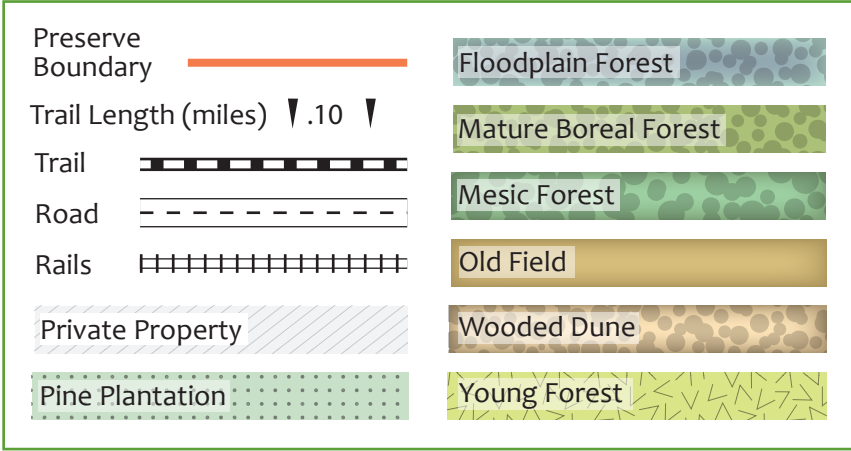 Preserve
Boundary
Trail Length (miles) .10
Trail
Road
Rails
Private Property
Pine Plantation
Floodplain Forest
Mature Boreal Forest
Mesic Forest
Old Field
Wooded Dune
Young Forest